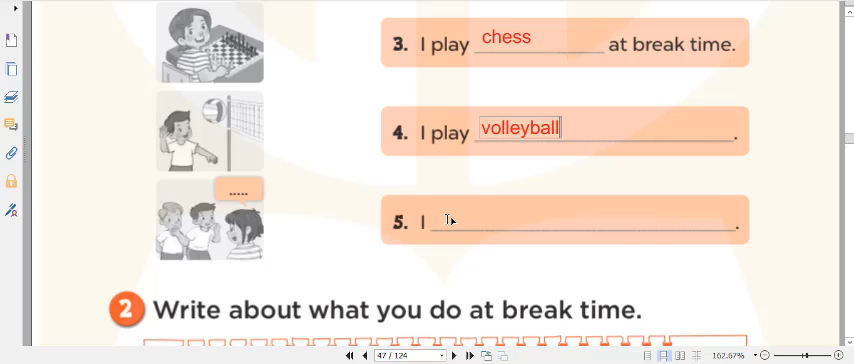 3. I play chess at break time.
4. I play volleyball.
.....
5. I .
2 Write about what you do at break time.
47 / 124
162.67%